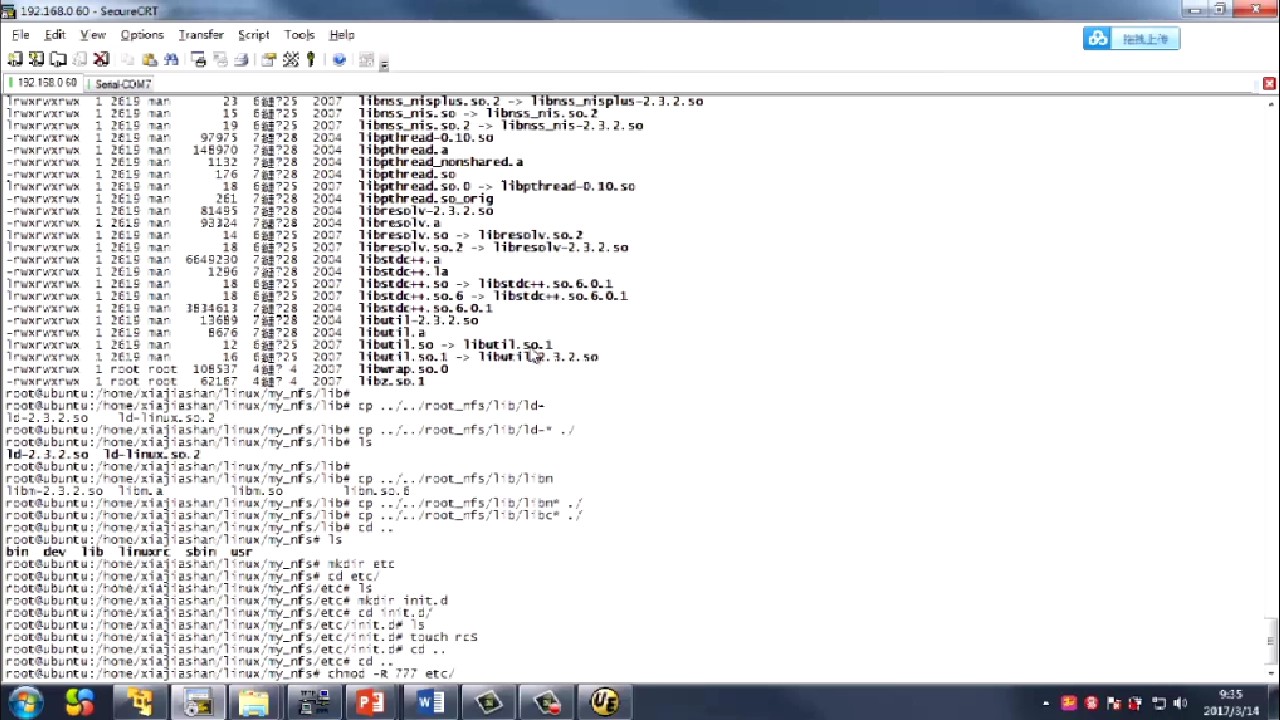 192.168.0.60 - SecureCRT
File Edit View Options Transfer Script Tools Help
拖拽上传
192.168.0.60 Serial-COM7
lrwxrwxrwx 1 2619 man 23 6鏈?25 2007 libnss_nisplus.so.2 -> libnss_nisplus-2.3.2.so
lrwxrwxrwx 1 2619 man 15 6鏈?25 2007 libnss_nis.so -> libnss_nis.so.2
lrwxrwxrwx 1 2619 man 19 6鏈?25 2007 libnss_nis.so.2 -> libnss_nis-2.3.2.so
-rwxrwxrwx 1 2619 man 97975 7鏈?28 2004 libpthread-0.10.so
-rwxrwxrwx 1 2619 man 148970 7鏈?28 2004 libpthread.a
-rwxrwxrwx 1 2619 man 1132 7鏈?28 2004 libpthread_nonshared.a
-rwxrwxrwx 1 2619 man 176 7鏈?28 2004 libpthread.so
lrwxrwxrwx 1 2619 man 18 6鏈?25 2007 libpthread.so.0 -> libpthread-0.10.so
-rwxrwxrwx 1 2619 man 261 7鏈?28 2004 libpthread.so_orig
-rwxrwxrwx 1 2619 man 81495 7鏈?28 2004 libresolv-2.3.2.so
-rwxrwxrwx 1 2619 man 93324 7鏈?28 2004 libresolv.a
lrwxrwxrwx 1 2619 man 14 6鏈?25 2007 libresolv.so -> libresolv.so.2
lrwxrwxrwx 1 2619 man 18 6鏈?25 2007 libresolv.so.2 -> libresolv-2.3.2.so
-rwxrwxrwx 1 2619 man 6649230 7鏈?28 2004 libstdc++.a
-rwxrwxrwx 1 2619 man 1296 7鏈?28 2004 libstdc++.la
lrwxrwxrwx 1 2619 man 18 6鏈?25 2007 libstdc++.so -> libstdc++.so.6.0.1
lrwxrwxrwx 1 2619 man 18 6鏈?25 2007 libstdc++.so.6 -> libstdc++.so.6.0.1
-rwxrwxrwx 1 2619 man 3834613 7鏈?28 2004 libstdc++.so.6.0.1
-rwxrwxrwx 1 2619 man 13689 7鏈?28 2004 libutil-2.3.2.so
-rwxrwxrwx 1 2619 man 8676 7鏈?28 2004 libutil.a
lrwxrwxrwx 1 2619 man 12 6鏈?25 2007 libutil.so -> libutil.so.1
lrwxrwxrwx 1 2619 man 16 6鏈?25 2007 libutil.so.1 -> libutil-2.3.2.so
-rwxrwxrwx 1 root root 108537 4鏈? 4 2007 libwrap.so.0
-rwxrwxrwx 1 root root 62187 4鏈? 4 2007 libz.so.1
root@ubuntu:/home/xiajiashan/linux/my_nfs/lib#
root@ubuntu:/home/xiajiashan/linux/my_nfs/lib# cp ../../root_nfs/lib/ld-
ld-2.3.2.so ld-linux.so.2
root@ubuntu:/home/xiajiashan/linux/my_nfs/lib# cp ../../root_nfs/lib/ld-* ./
root@ubuntu:/home/xiajiashan/linux/my_nfs/lib# ls
ld-2.3.2.so ld-linux.so.2
root@ubuntu:/home/xiajiashan/linux/my_nfs/lib#
root@ubuntu:/home/xiajiashan/linux/my_nfs/lib# cp ../../root_nfs/lib/libm
libm-2.3.2.so libm.a libm.so libm.so.6
root@ubuntu:/home/xiajiashan/linux/my_nfs/lib# cp ../../root_nfs/lib/libm* ./
root@ubuntu:/home/xiajiashan/linux/my_nfs/lib# cp ../../root_nfs/lib/libc* ./
root@ubuntu:/home/xiajiashan/linux/my_nfs/lib# cd ..
root@ubuntu:/home/xiajiashan/linux/my_nfs# ls
bin dev lib linuxrc sbin usr
root@ubuntu:/home/xiajiashan/linux/my_nfs# mkdir etc
root@ubuntu:/home/xiajiashan/linux/my_nfs# cd etc/
root@ubuntu:/home/xiajiashan/linux/my_nfs/etc# ls
root@ubuntu:/home/xiajiashan/linux/my_nfs/etc# mkdir init.d
root@ubuntu:/home/xiajiashan/linux/my_nfs/etc# cd init.d/
root@ubuntu:/home/xiajiashan/linux/my_nfs/etc/init.d# ls
root@ubuntu:/home/xiajiashan/linux/my_nfs/etc/init.d# touch rcS
root@ubuntu:/home/xiajiashan/linux/my_nfs/etc/init.d# cd ..
root@ubuntu:/home/xiajiashan/linux/my_nfs/etc# cd ..
root@ubuntu:/home/xiajiashan/linux/my_nfs# chmod -R 777 etc/
9:35
2017/3/14